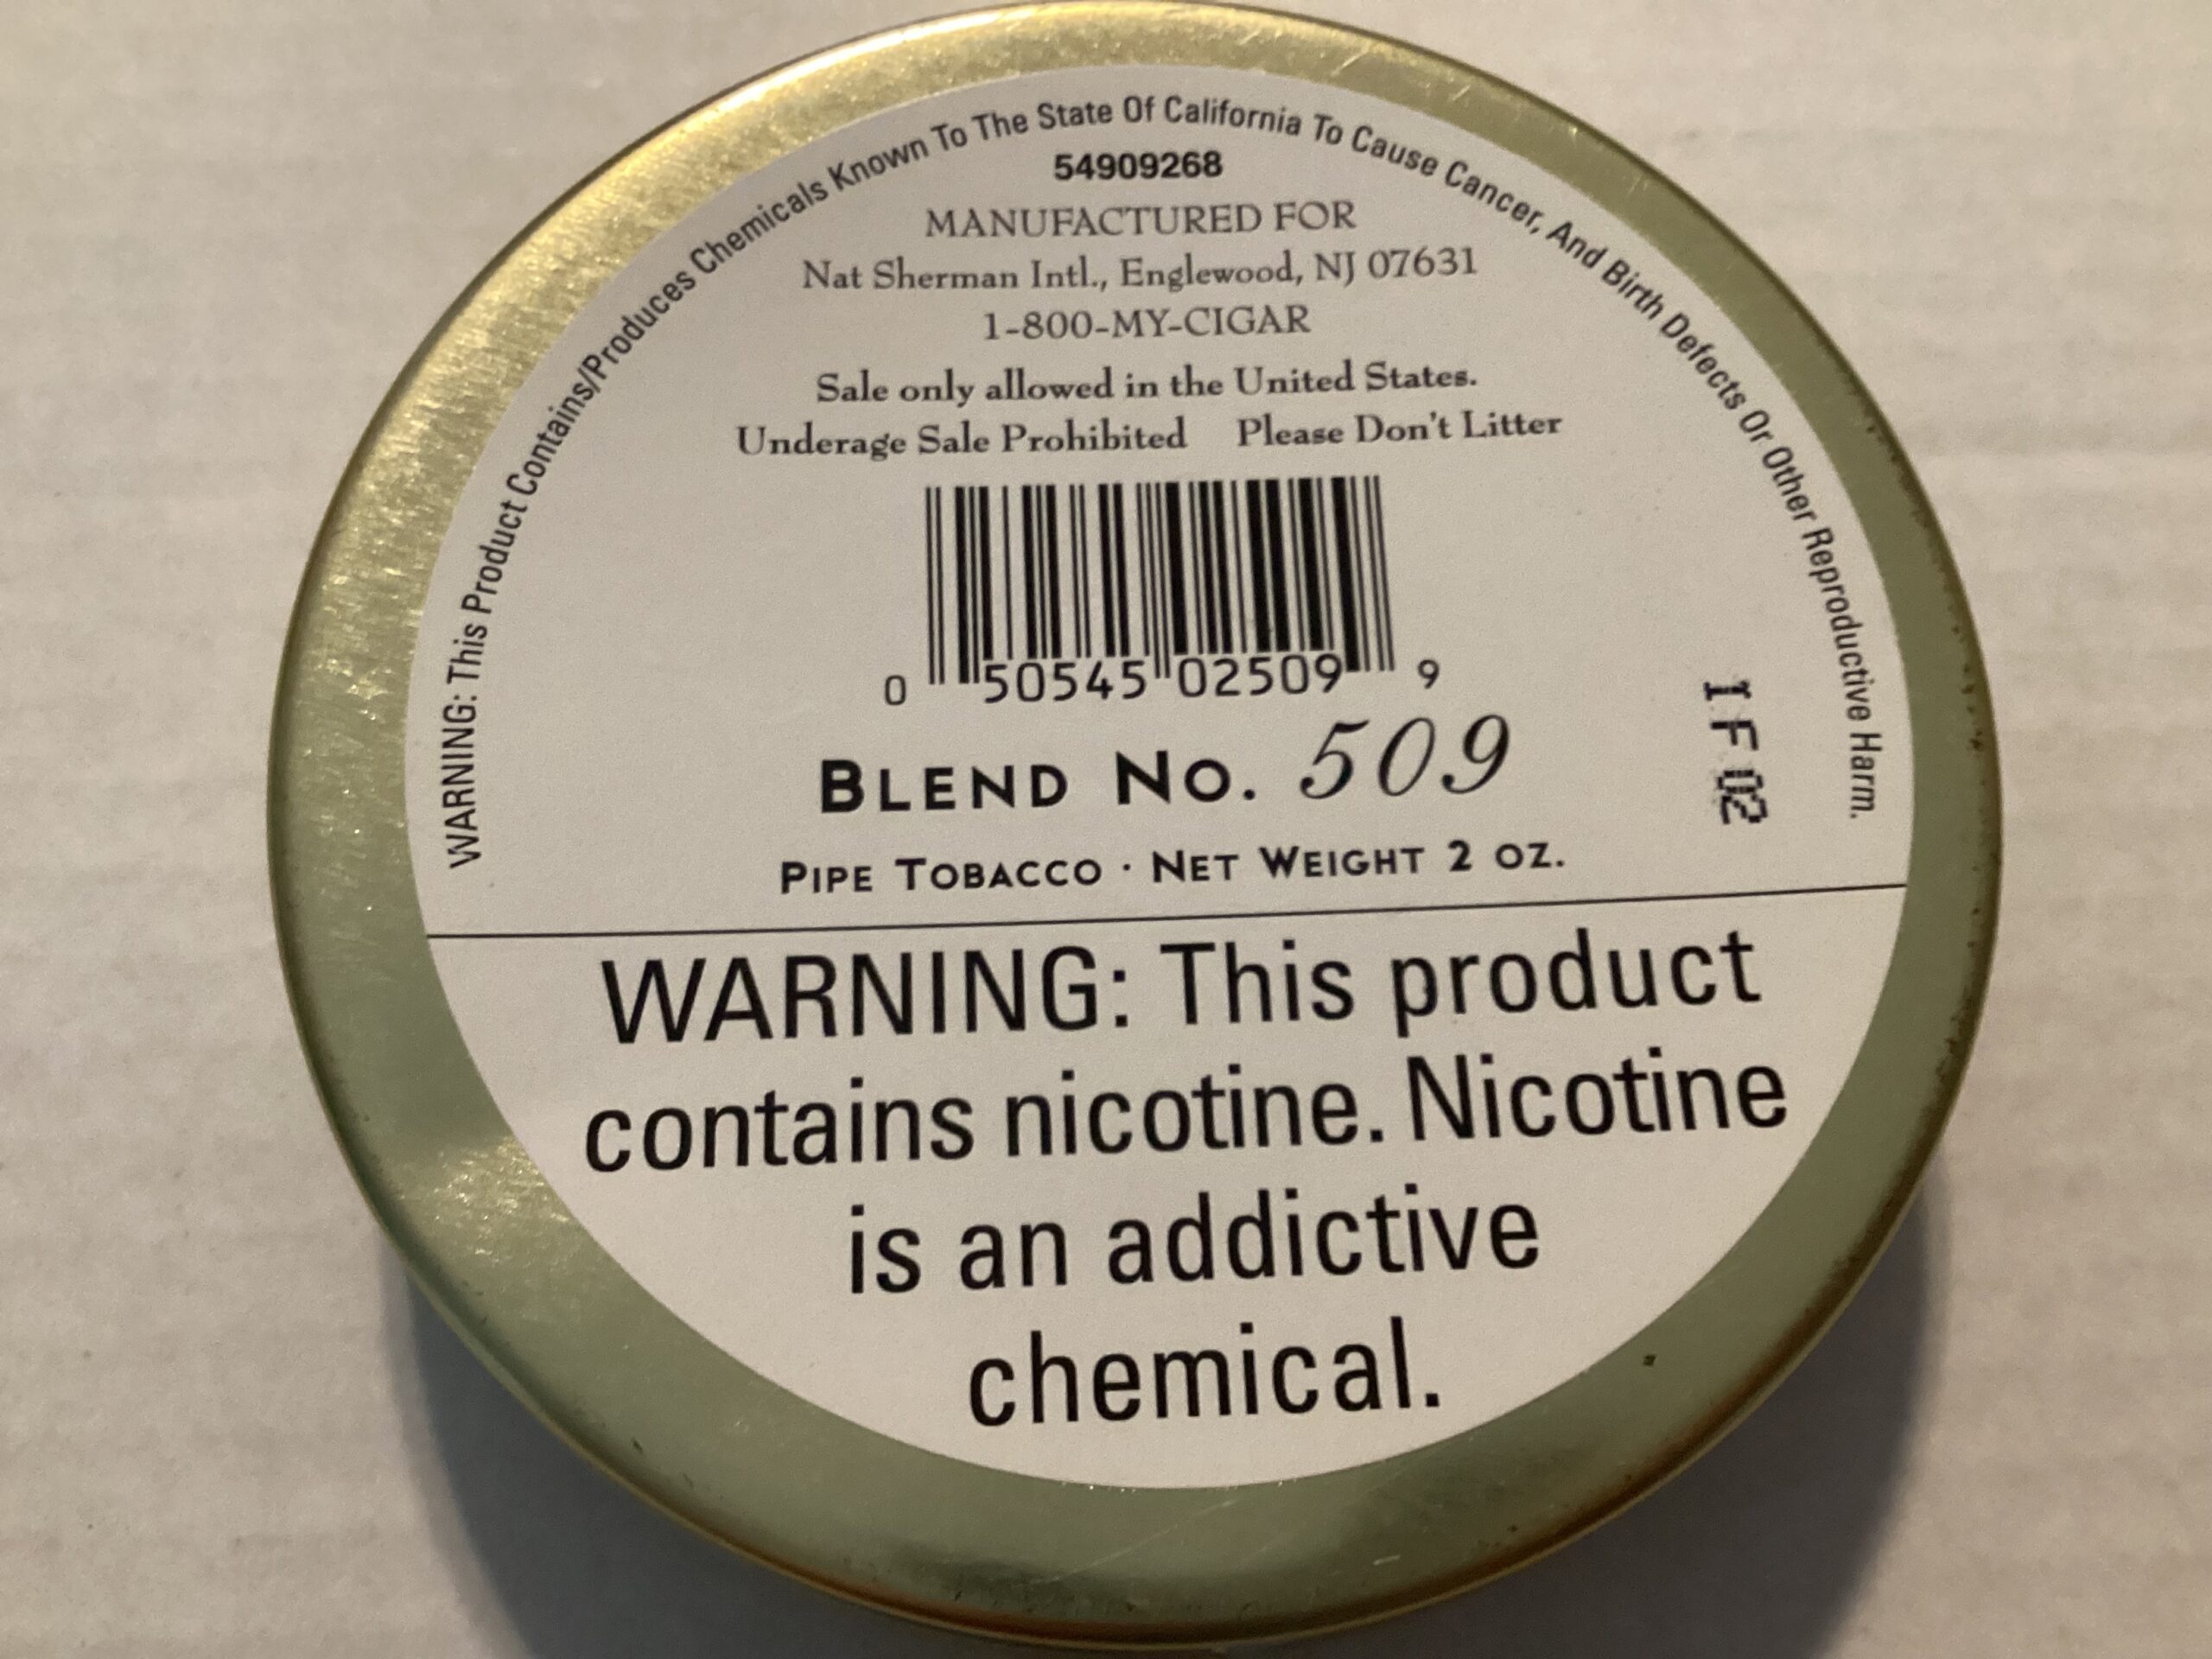 WARNING: This Product Contains/Produces Chemicals Known To The State Of California To Cause Cancer, And Birth Defects Or Other Reproductive Harm.
54909268
MANUFACTURED FOR
Nat Sherman Intl., Englewood, NJ 07631
1-800-MY-CIGAR
Sale only allowed in the United States.
Underage Sale Prohibited Please Don't Litter
0 50545 02509 9
BLEND NO. 509
PIPE TOBACCO · NET WEIGHT 2 OZ.
1F02
WARNING: This product
contains nicotine. Nicotine
is an addictive
chemical.